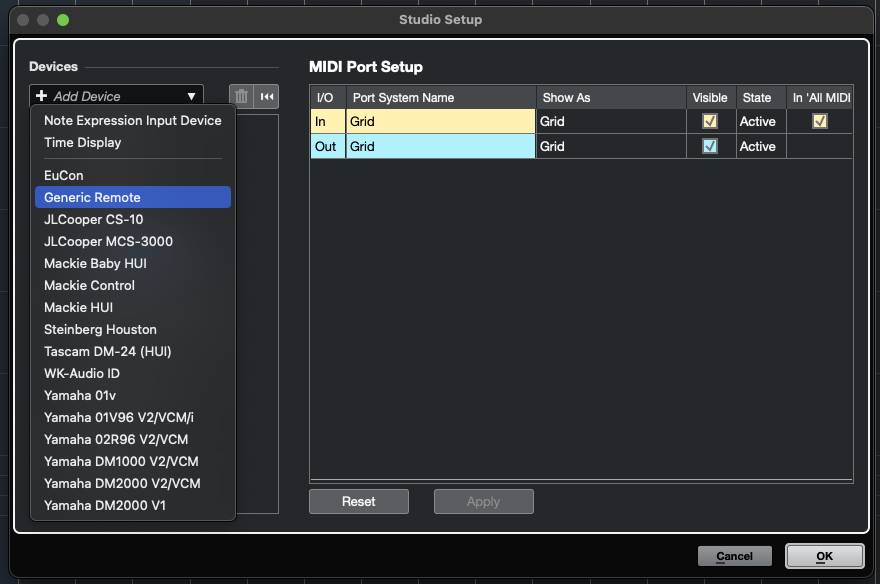 Studio Setup
Devices
+ Add Device ▼
Note Expression Input Device
Time Display
EuCon
Generic Remote
JLCooper CS-10
JLCooper MCS-3000
Mackie Baby HUI
Mackie Control
Mackie HUI
Steinberg Houston
Tascam DM-24 (HUI)
WK-Audio ID
Yamaha 01v
Yamaha 01V96 V2/VCM/i
Yamaha 02R96 V2/VCM
Yamaha DM1000 V2/VCM
Yamaha DM2000 V2/VCM
Yamaha DM2000 V1
MIDI Port Setup
I/O Port System Name Show As Visible State In 'All MIDI
In Grid Grid Active
Out Grid Grid Active
Reset Apply
Cancel OK